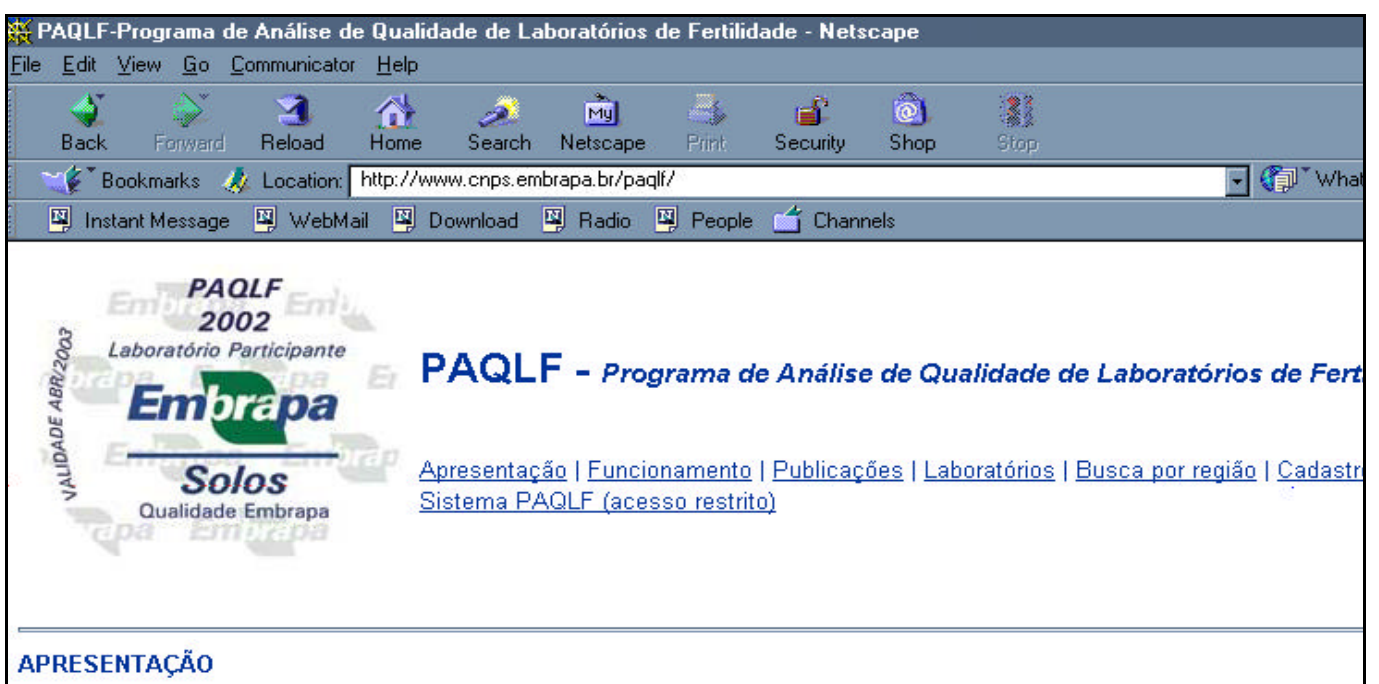 PAQLF-Programa de Análise de Qualidade de Laboratórios de Fertilidade - Netscape
File Edit View Go Communicator Help
My
Back Forward Reload Home Search Netscape Print Security Shop Stop
Bookmarks Location: http://www.cnps.embrapa.br/paqlf/ What
Instant Message WebMail Download Radio People Channels
PAQLF
2002
Laboratório Participante
Embrapa
Solos
Qualidade Embrapa
VALIDADE ABR/2003
PAQLF - Programa de Análise de Qualidade de Laboratórios de Fert
Apresentação | Funcionamento | Publicações | Laboratórios | Busca por região | Cadastr
Sistema PAQLF (acesso restrito)
APRESENTAÇÃO